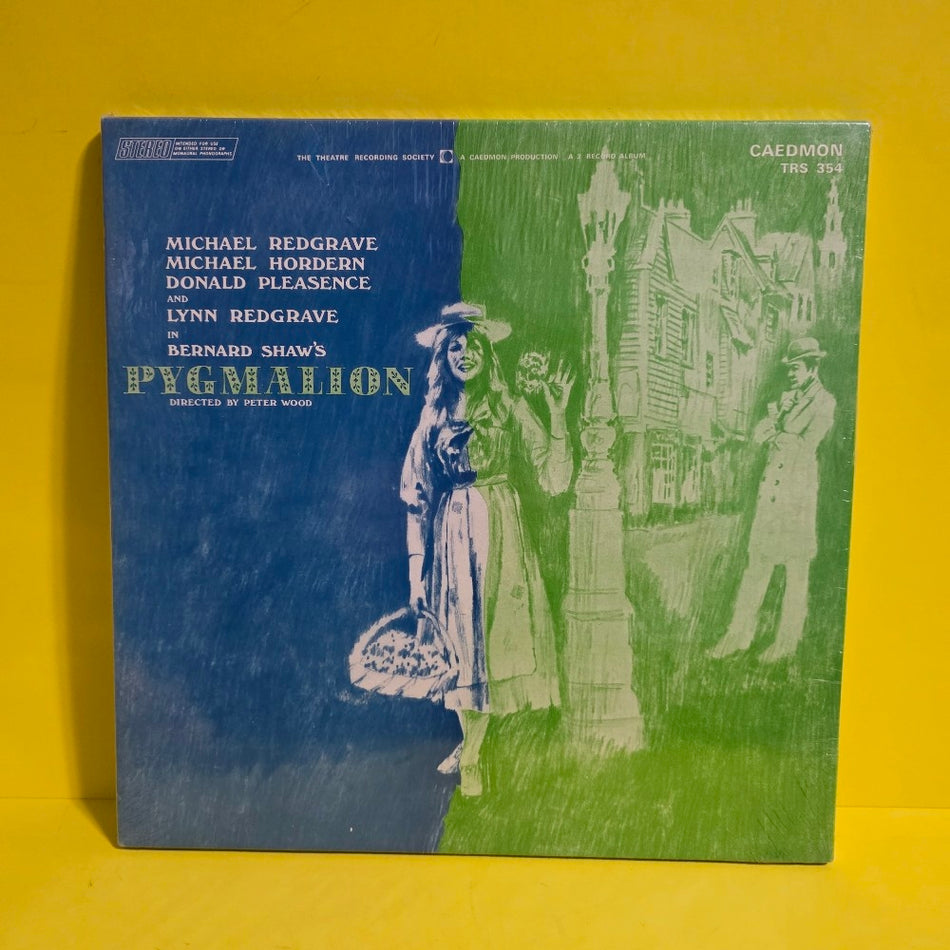 STEREO
INTENDED FOR USE
ON EITHER STEREO OR
MONAURAL PHONOGRAPHS
THE THEATRE RECORDING SOCIETY A CAEDMON PRODUCTION A 2 RECORD ALBUM
CAEDMON
TRS 354
MICHAEL REDGRAVE
MICHAEL HORDERN
DONALD PLEASENCE
AND
LYNN REDGRAVE
IN
BERNARD SHAW'S
PYGMALION
DIRECTED BY PETER WOOD